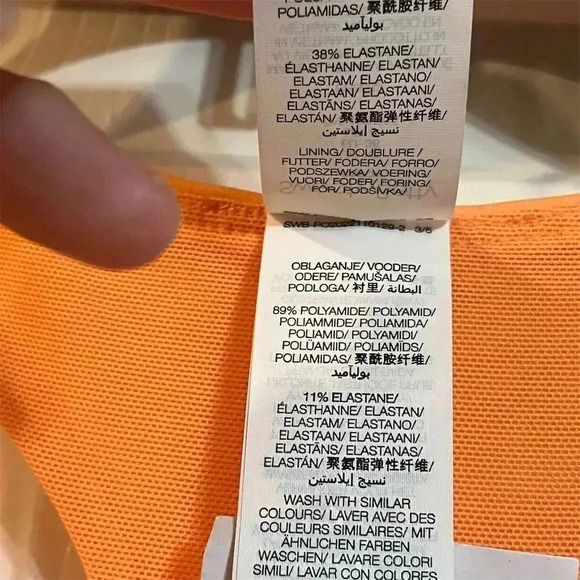 POLIAMIDAS/ 聚酰胺纤维/
بوليآميد
38% ELASTANE/
ÉLASTHANNE/ ELASTAN/
ELASTAM/ ELASTANO/
ELASTAAN/ ELASTAANI/
ELASTĀNS/ ELASTANAS/
ELASTÁN/ 聚氨酯弹性纤维/
نسيج إيلاستين
LINING/ DOUBLURE/
FUTTER/ FODERA/ FORRO/
PODSZEWKA/ VOERING/
VUORI/ FODER/ FORING/
FÔR/ PODŠÍVKA/
3/5
OBLAGANJE/ VOODER/
ODERE/ PAMUŠALAS/
PODLOGA/ 衬里/ البطانة/
89% POLYAMIDE/ POLYAMID/
POLIAMMIDE/ POLIAMIDA/
POLIAMID/ POLYAMIDI/
POLÜAMIID/ POLIAMĪDS/
POLIAMIDAS/ 聚酰胺纤维/
بوليآميد
11% ELASTANE/
ÉLASTHANNE/ ELASTAN/
ELASTAM/ ELASTANO/
ELASTAAN/ ELASTAANI/
ELASTĀNS/ ELASTANAS/
ELASTÁN/ 聚氨酯弹性纤维/
نسيج إيلاستين
WASH WITH SIMILAR
COLOURS/ LAVER AVEC DES
COULEURS SIMILAIRES/ MIT
ÄHNLICHEN FARBEN
WASCHEN/ LAVARE COLORI
SIMILI/ LAVAR CON COLORES